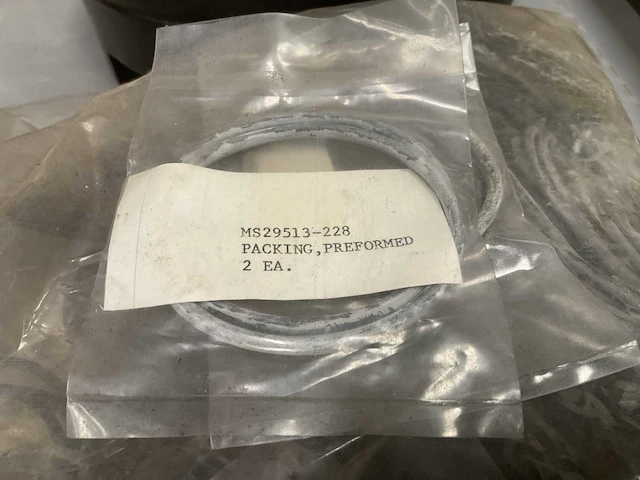 MS29513-228
PACKING,PREFORMED
2 EA.